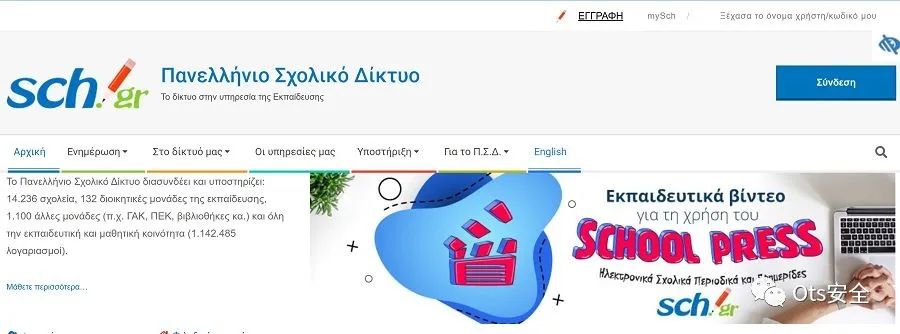 ΕΓΓΡΑΦΗ mySch / Ξέχασα το όνομα χρήστη/κωδικό μου
sch.gr
Πανελλήνιο Σχολικό Δίκτυο
Το δίκτυο στην υπηρεσία της Εκπαίδευσης
Σύνδεση
Αρχική Ενημέρωση Στο δίκτυό μας Οι υπηρεσίες μας Υποστήριξη Για το Π.Σ.Δ. English
Το Πανελλήνιο Σχολικό Δίκτυο διασυνδέει και υποστηρίζει:
14.236 σχολεία, 132 διοικητικές μονάδες της εκπαίδευσης,
1.100 άλλες μονάδες (π.χ. ΓΑΚ, ΠΕΚ, βιβλιοθήκες κα.) και όλη
την εκπαιδευτική και μαθητική κοινότητα (1.142.485
λογαριασμοί).
Μάθετε περισσότερα...
Εκπαιδευτικά βίντεο
για τη χρήση του
SCHOOL PRESS
Ηλεκτρονικά Σχολικά Περιοδικά και Εφημερίδες
sch.gr
Ots安全